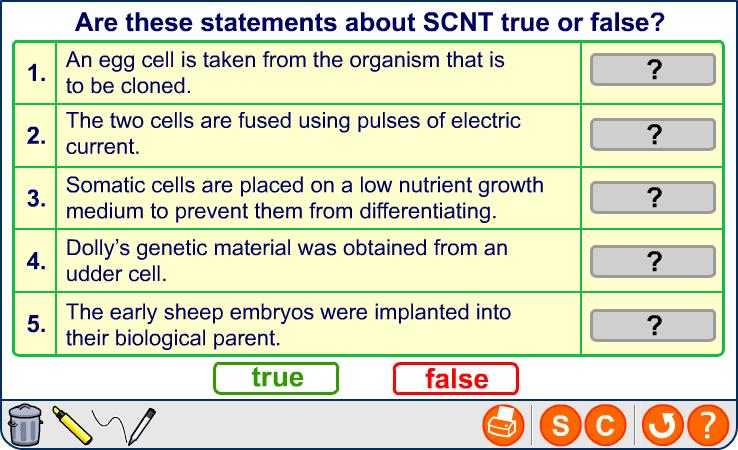 Are these statements about SCNT true or false?
1. An egg cell is taken from the organism that is
to be cloned.
?
2. The two cells are fused using pulses of electric
current.
?
3. Somatic cells are placed on a low nutrient growth
medium to prevent them from differentiating.
?
4. Dolly’s genetic material was obtained from an
udder cell.
?
5. The early sheep embryos were implanted into
their biological parent.
?
true false
S C ?